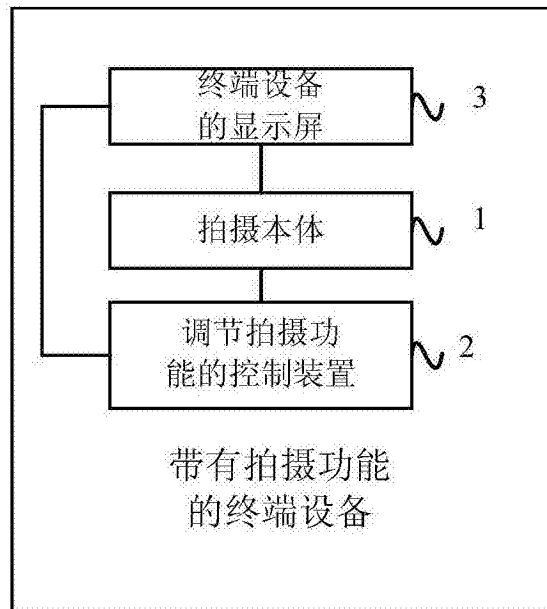 终端设备
的显示屏
3
拍摄本体
1
调节拍摄功
能的控制装置
2
带有拍摄功能
的终端设备